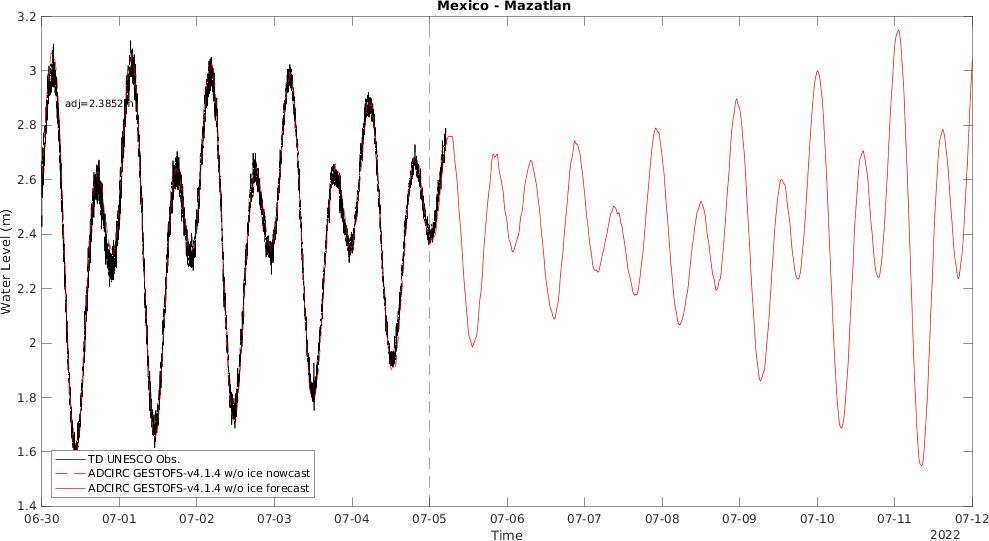 Mexico - Mazatlan
3.2
3
2.8
2.6
2.4
2.2
2
1.8
1.6
1.4
Water Level (m)
adj=2.3852m
TD UNESCO Obs.
ADCIRC GESTOFS-v4.1.4 w/o ice nowcast
ADCIRC GESTOFS-v4.1.4 w/o ice forecast
06-30 07-01 07-02 07-03 07-04 07-05 07-06 07-07 07-08 07-09 07-10 07-11 07-12
Time
2022